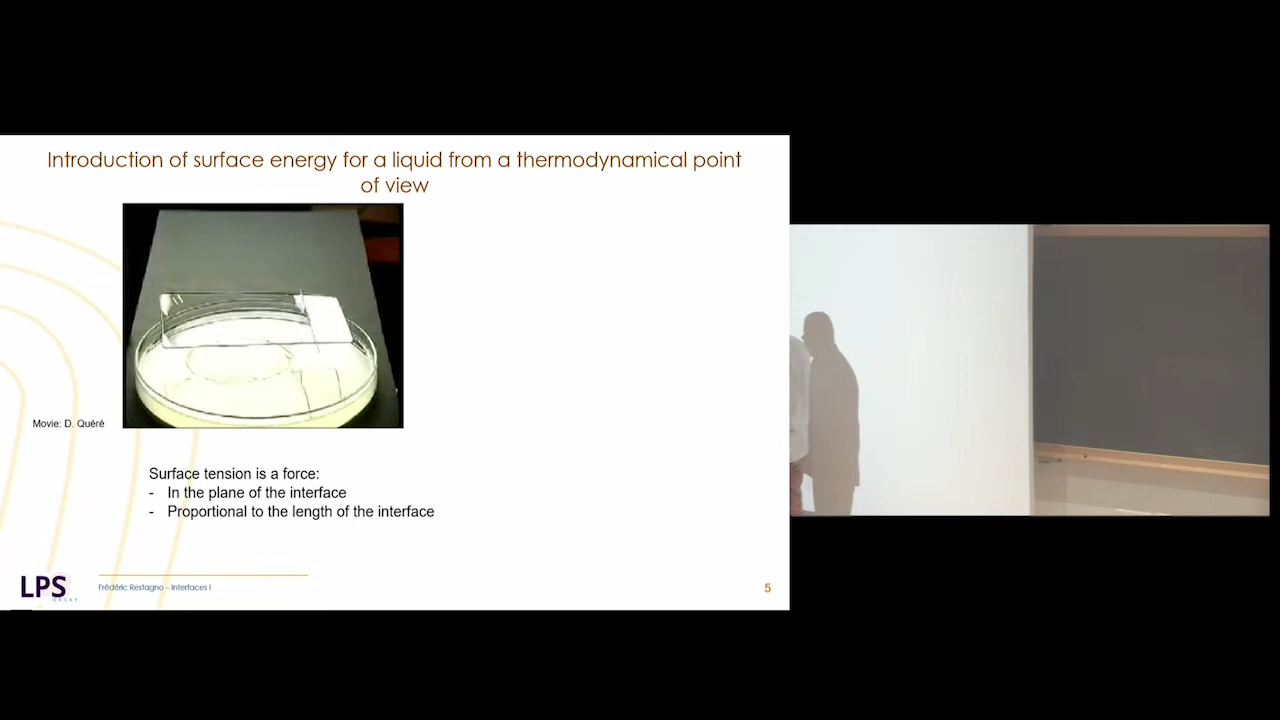 Introduction of surface energy for a liquid from a thermodynamical point
of view
Movie: D. Quéré
Surface tension is a force:
- In the plane of the interface
- Proportional to the length of the interface
LPS
ORSAY
Frédéric Restagno – Interfaces I
5